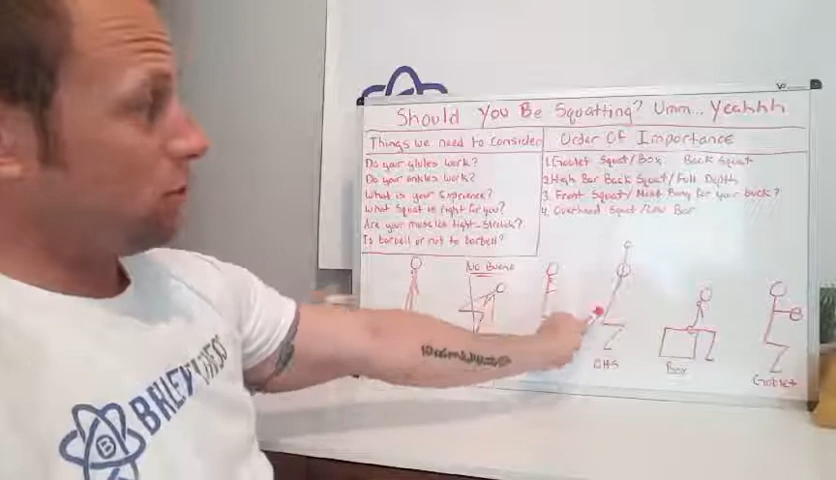 Should You Be Squatting? Umm... Yeahhh
Things we need to Consider
Order Of Importance
Do your glutes work?
Do your ankles work?
What is your Experience?
What Squat is right for you?
Are your muscles tight - Stretch?
To barbell or not to barbell?
1. Goblet Squat/Box Back Squat
2. High Bar Back Squat/Full Depth
3. Front Squat/Most Bang for your buck?
4. Overhead Squat/Low Bar
No Bueno
OHS
Box
Goblet
B